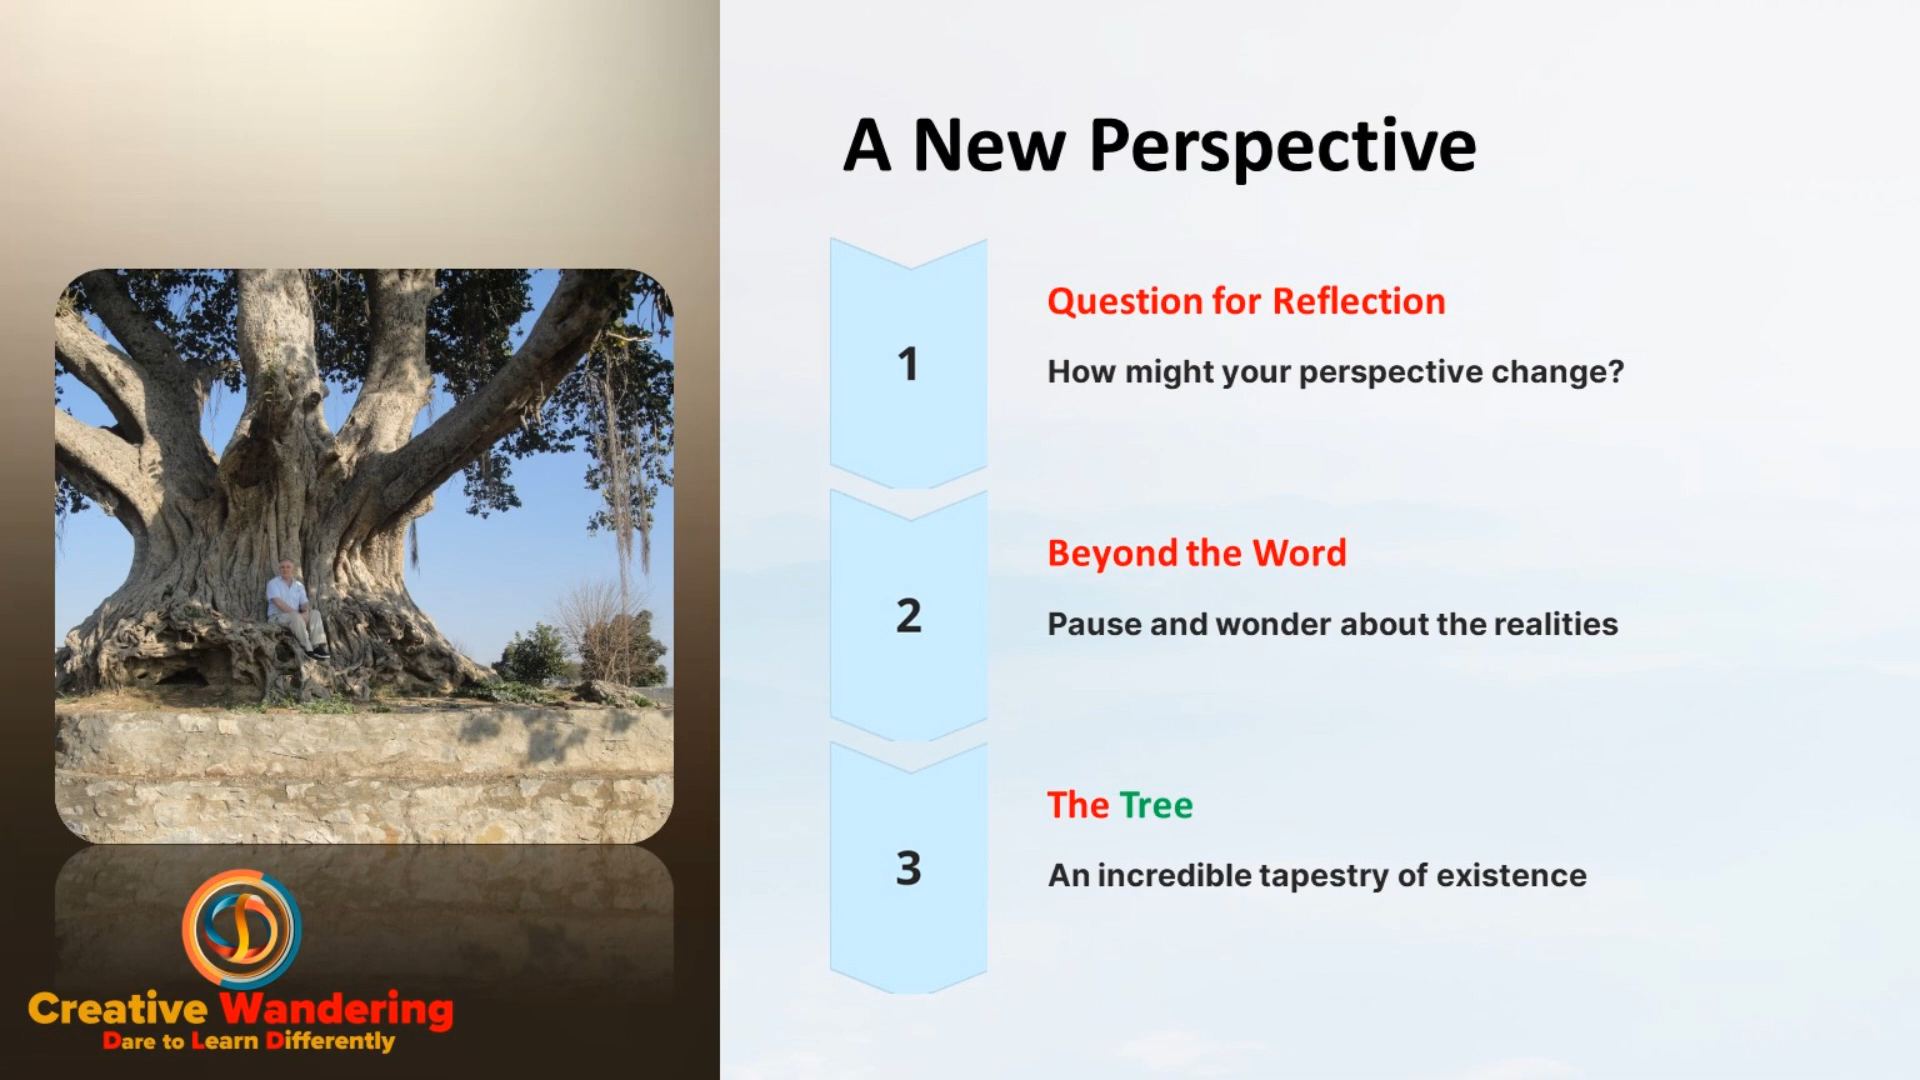 A New Perspective
1
Question for Reflection
How might your perspective change?
2
Beyond the Word
Pause and wonder about the realities
3
The Tree
An incredible tapestry of existence
Creative Wandering
Dare to Learn Differently